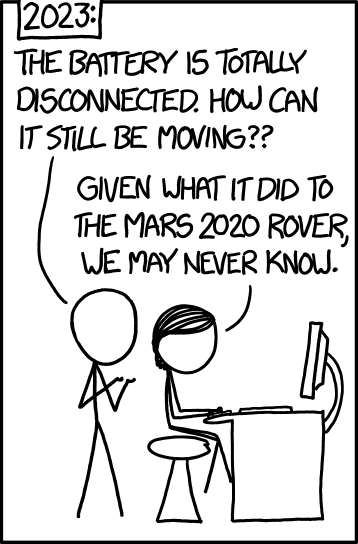 2023:
THE BATTERY IS TOTALLY
DISCONNECTED. HOW CAN
IT STILL BE MOVING??
GIVEN WHAT IT DID TO
THE MARS 2020 ROVER,
WE MAY NEVER KNOW.